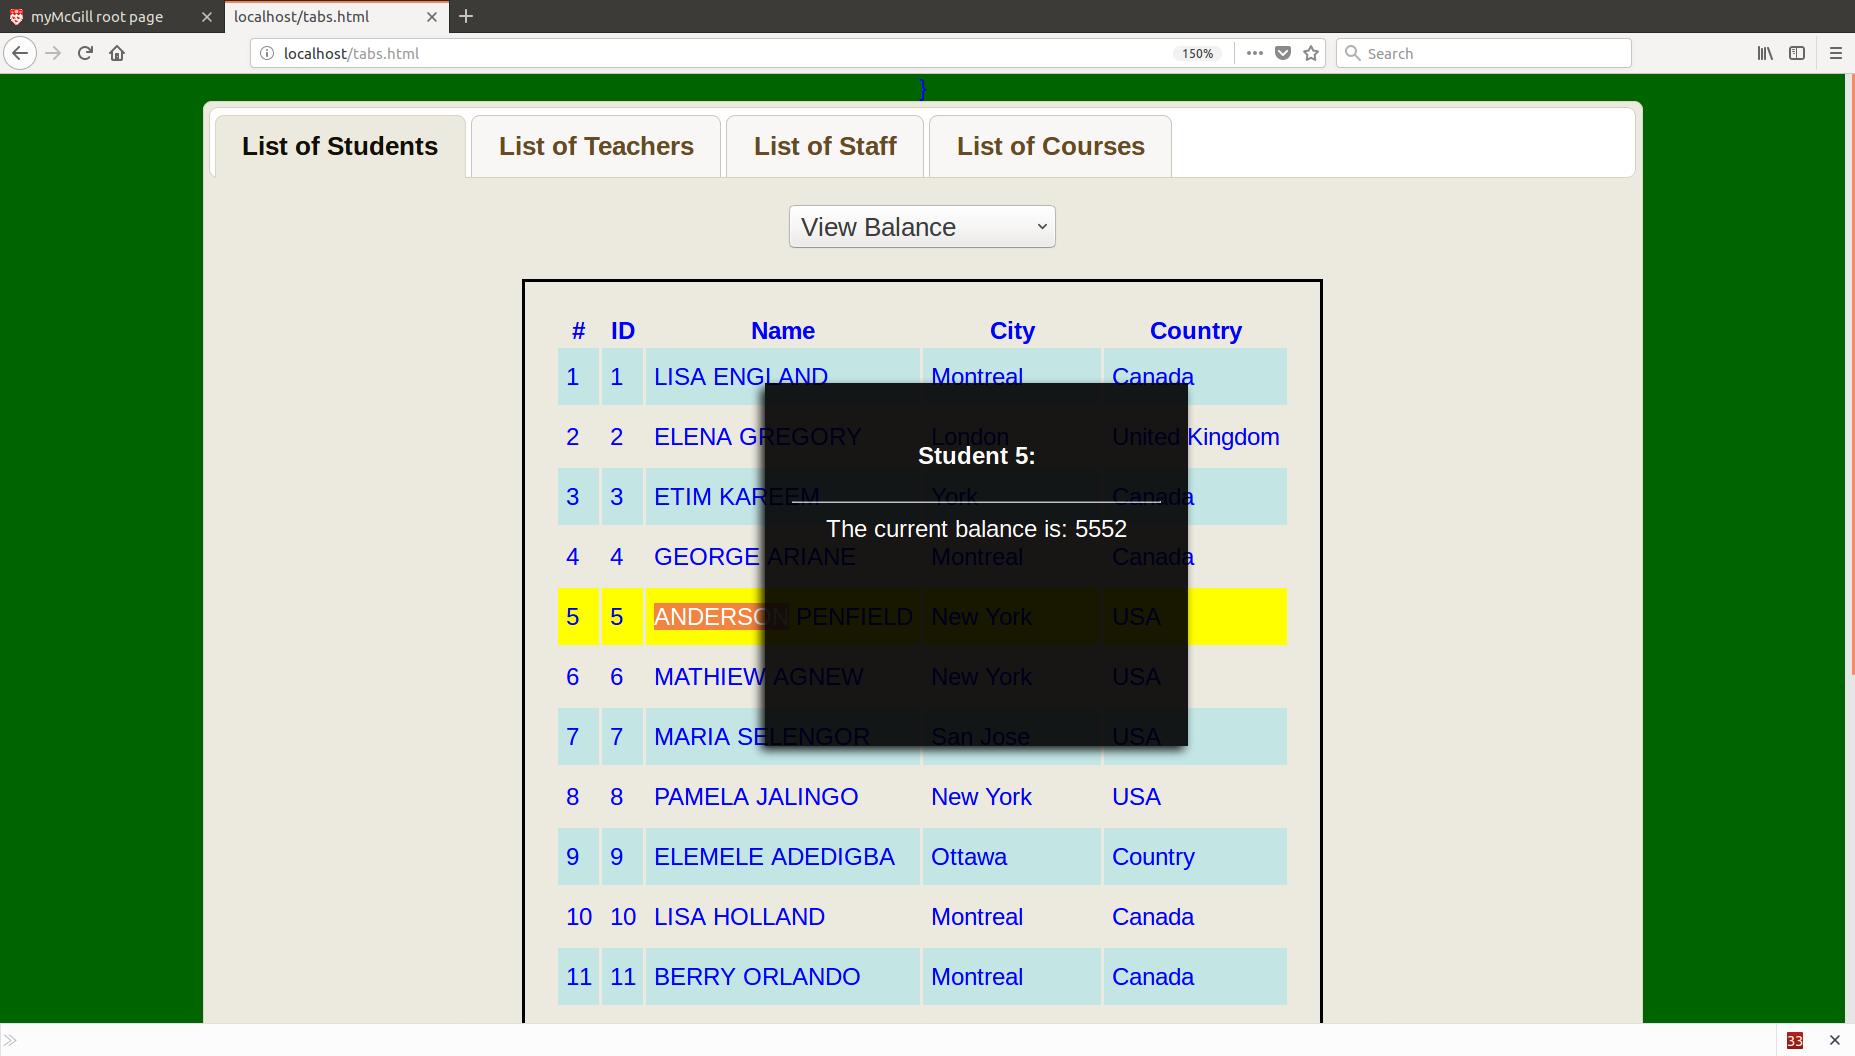 myMcGill root page
localhost/tabs.html
localhost/tabs.html
150%
Search
}
List of Students
List of Teachers
List of Staff
List of Courses
View Balance
# ID Name City Country
1 1 LISA ENGLAND Montreal Canada
2 2 ELENA GREGORY London United Kingdom
Student 5:
3 3 ETIM KAREEM York Canada
The current balance is: 5552
4 4 GEORGE ARIANE Montreal Canada
5 5 ANDERSON PENFIELD New York USA
6 6 MATHIEW AGNEW New York USA
7 7 MARIA SELENGOR San Jose USA
8 8 PAMELA JALINGO New York USA
9 9 ELEMELE ADEDIGBA Ottawa Country
10 10 LISA HOLLAND Montreal Canada
11 11 BERRY ORLANDO Montreal Canada
33